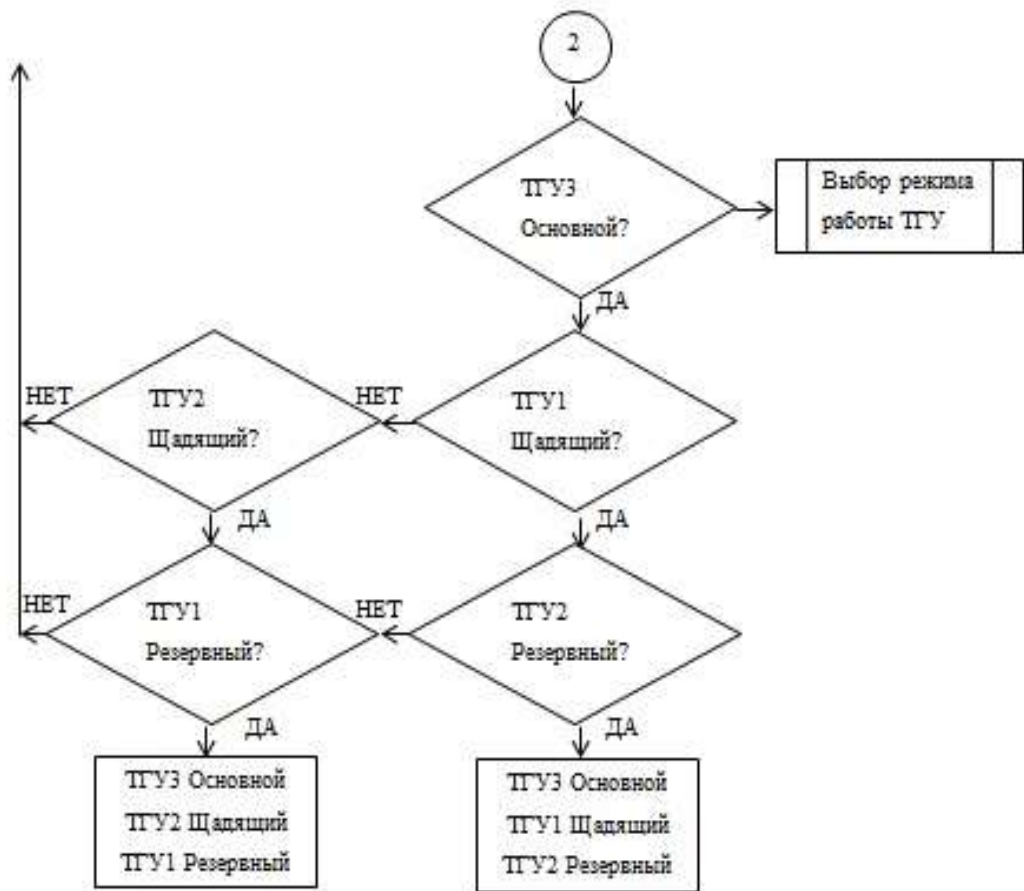 2
ТГУ3
Основной?
Выбор режима
работы ТГУ
ДА
НЕТ
ТГУ2
Щадящий?
НЕТ
ТГУ1
Щадящий?
ДА
ДА
НЕТ
ТГУ1
Резервный?
НЕТ
ТГУ2
Резервный?
ДА
ДА
ТГУ3 Основной
ТГУ2 Щадящий
ТГУ1 Резервный
ТГУ3 Основной
ТГУ1 Щадящий
ТГУ2 Резервный